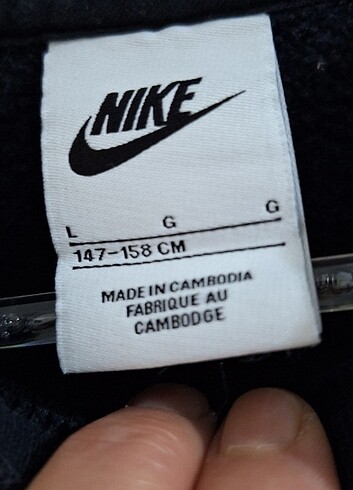 NIKE
L G G
147-158 CM
MADE IN CAMBODIA
FABRIQUE AU
CAMBODGE